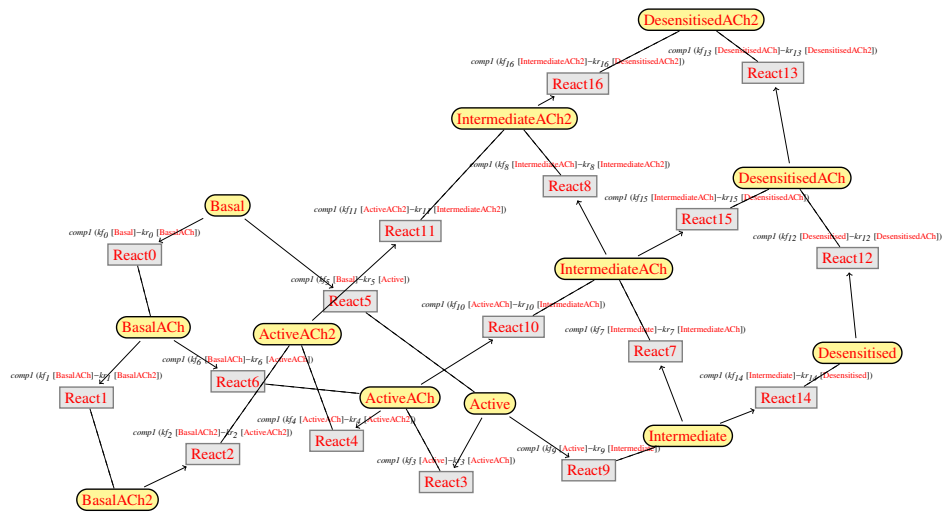 DesensitisedACh2
comp1 (kf13 [DesensitisedACh]−kr13 [DesensitisedACh2])
comp1 (kf16 [IntermediateACh2]−kr16 [DesensitisedACh2])
React13
React16
IntermediateACh2
comp1 (kf8 [IntermediateACh]−kr8 [IntermediateACh2])
React8
DesensitisedACh
comp1 (kf15 [IntermediateACh]−kr15 [DesensitisedACh])
Basal
comp1 (kf11 [ActiveACh2]−kr11 [IntermediateACh2])
React15
React11
comp1 (kf0 [Basal]−kr0 [BasalACh])
comp1 (kf12 [Desensitised]−kr12 [DesensitisedACh])
React0
React12
IntermediateACh
comp1 (kf5 [Basal]−kr5 [Active])
React5
comp1 (kf10 [ActiveACh]−kr10 [IntermediateACh])
BasalACh
ActiveACh2
React10
comp1 (kf7 [Intermediate]−kr7 [IntermediateACh])
React7
Desensitised
comp1 (kf6 [BasalACh]−kr6 [ActiveACh])
comp1 (kf1 [BasalACh]−kr1 [BasalACh2])
React6
comp1 (kf14 [Intermediate]−kr14 [Desensitised])
React1
ActiveACh
React14
Active
comp1 (kf4 [ActiveACh]−kr4 [ActiveACh2])
comp1 (kf2 [BasalACh2]−kr2 [ActiveACh2])
React4
Intermediate
React2
comp1 (kf9 [Active]−kr9 [Intermediate])
comp1 (kf3 [Active]−kr3 [ActiveACh])
React9
React3
BasalACh2